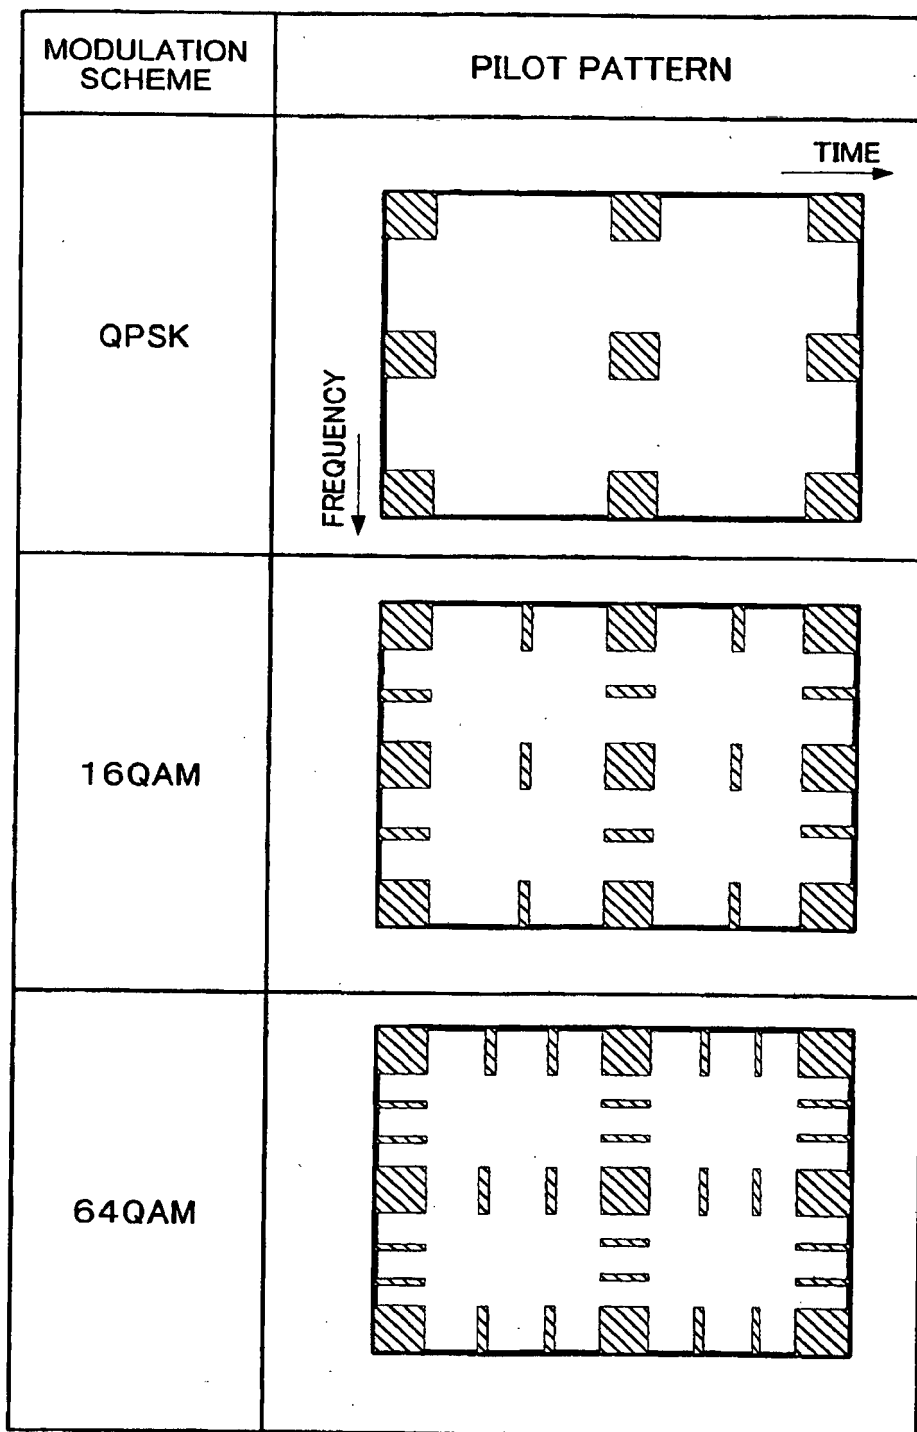 MODULATION
SCHEME
PILOT PATTERN
QPSK
TIME
FREQUENCY
16QAM
64QAM